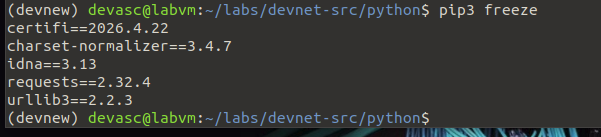 (devnew) devasc@labvm:~/labs/devnet-src/python$ pip3 freeze
certifi==2026.4.22
charset-normalizer==3.4.7
idna==3.13
requests==2.32.4
urllib3==2.2.3
(devnew) devasc@labvm:~/labs/devnet-src/python$